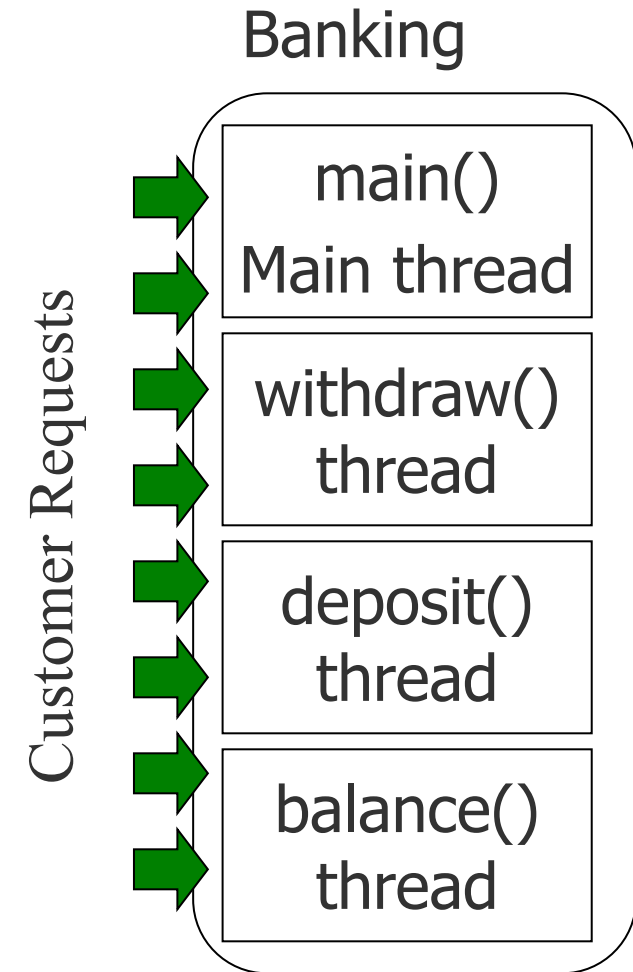 Banking
Customer Requests
main()
Main thread
withdraw()
thread
deposit()
thread
balance()
thread